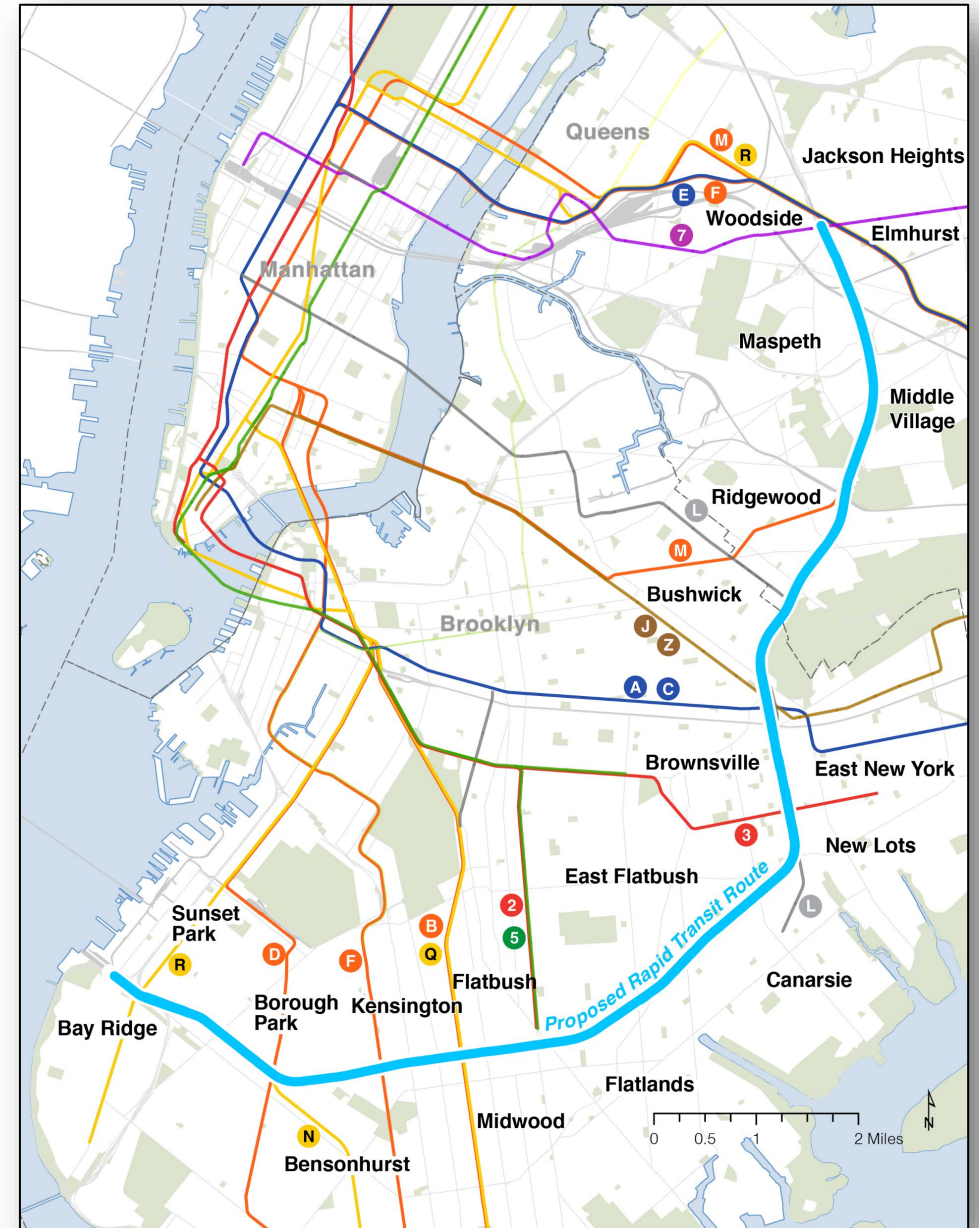 Queens
M
R
Jackson Heights
E
F
Woodside
7
Elmhurst
Manhattan
Maspeth
Middle
Village
Ridgewood
L
M
Bushwick
J
Z
Brooklyn
A
C
Brownsville
East New York
3
New Lots
East Flatbush
L
Proposed Rapid Transit Route
2
5
Sunset
Park
R
D
F
B
Q
Flatbush
Canarsie
Borough
Park
Kensington
Bay Ridge
Flatlands
Midwood
N
0 0.5 1 2 Miles
N
Bensonhurst